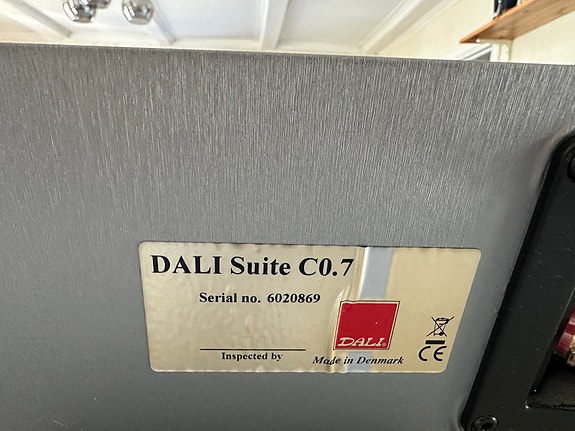 DALI Suite C0.7
Serial no. 6020869
DALI®
Inspected by
Made in Denmark
CE